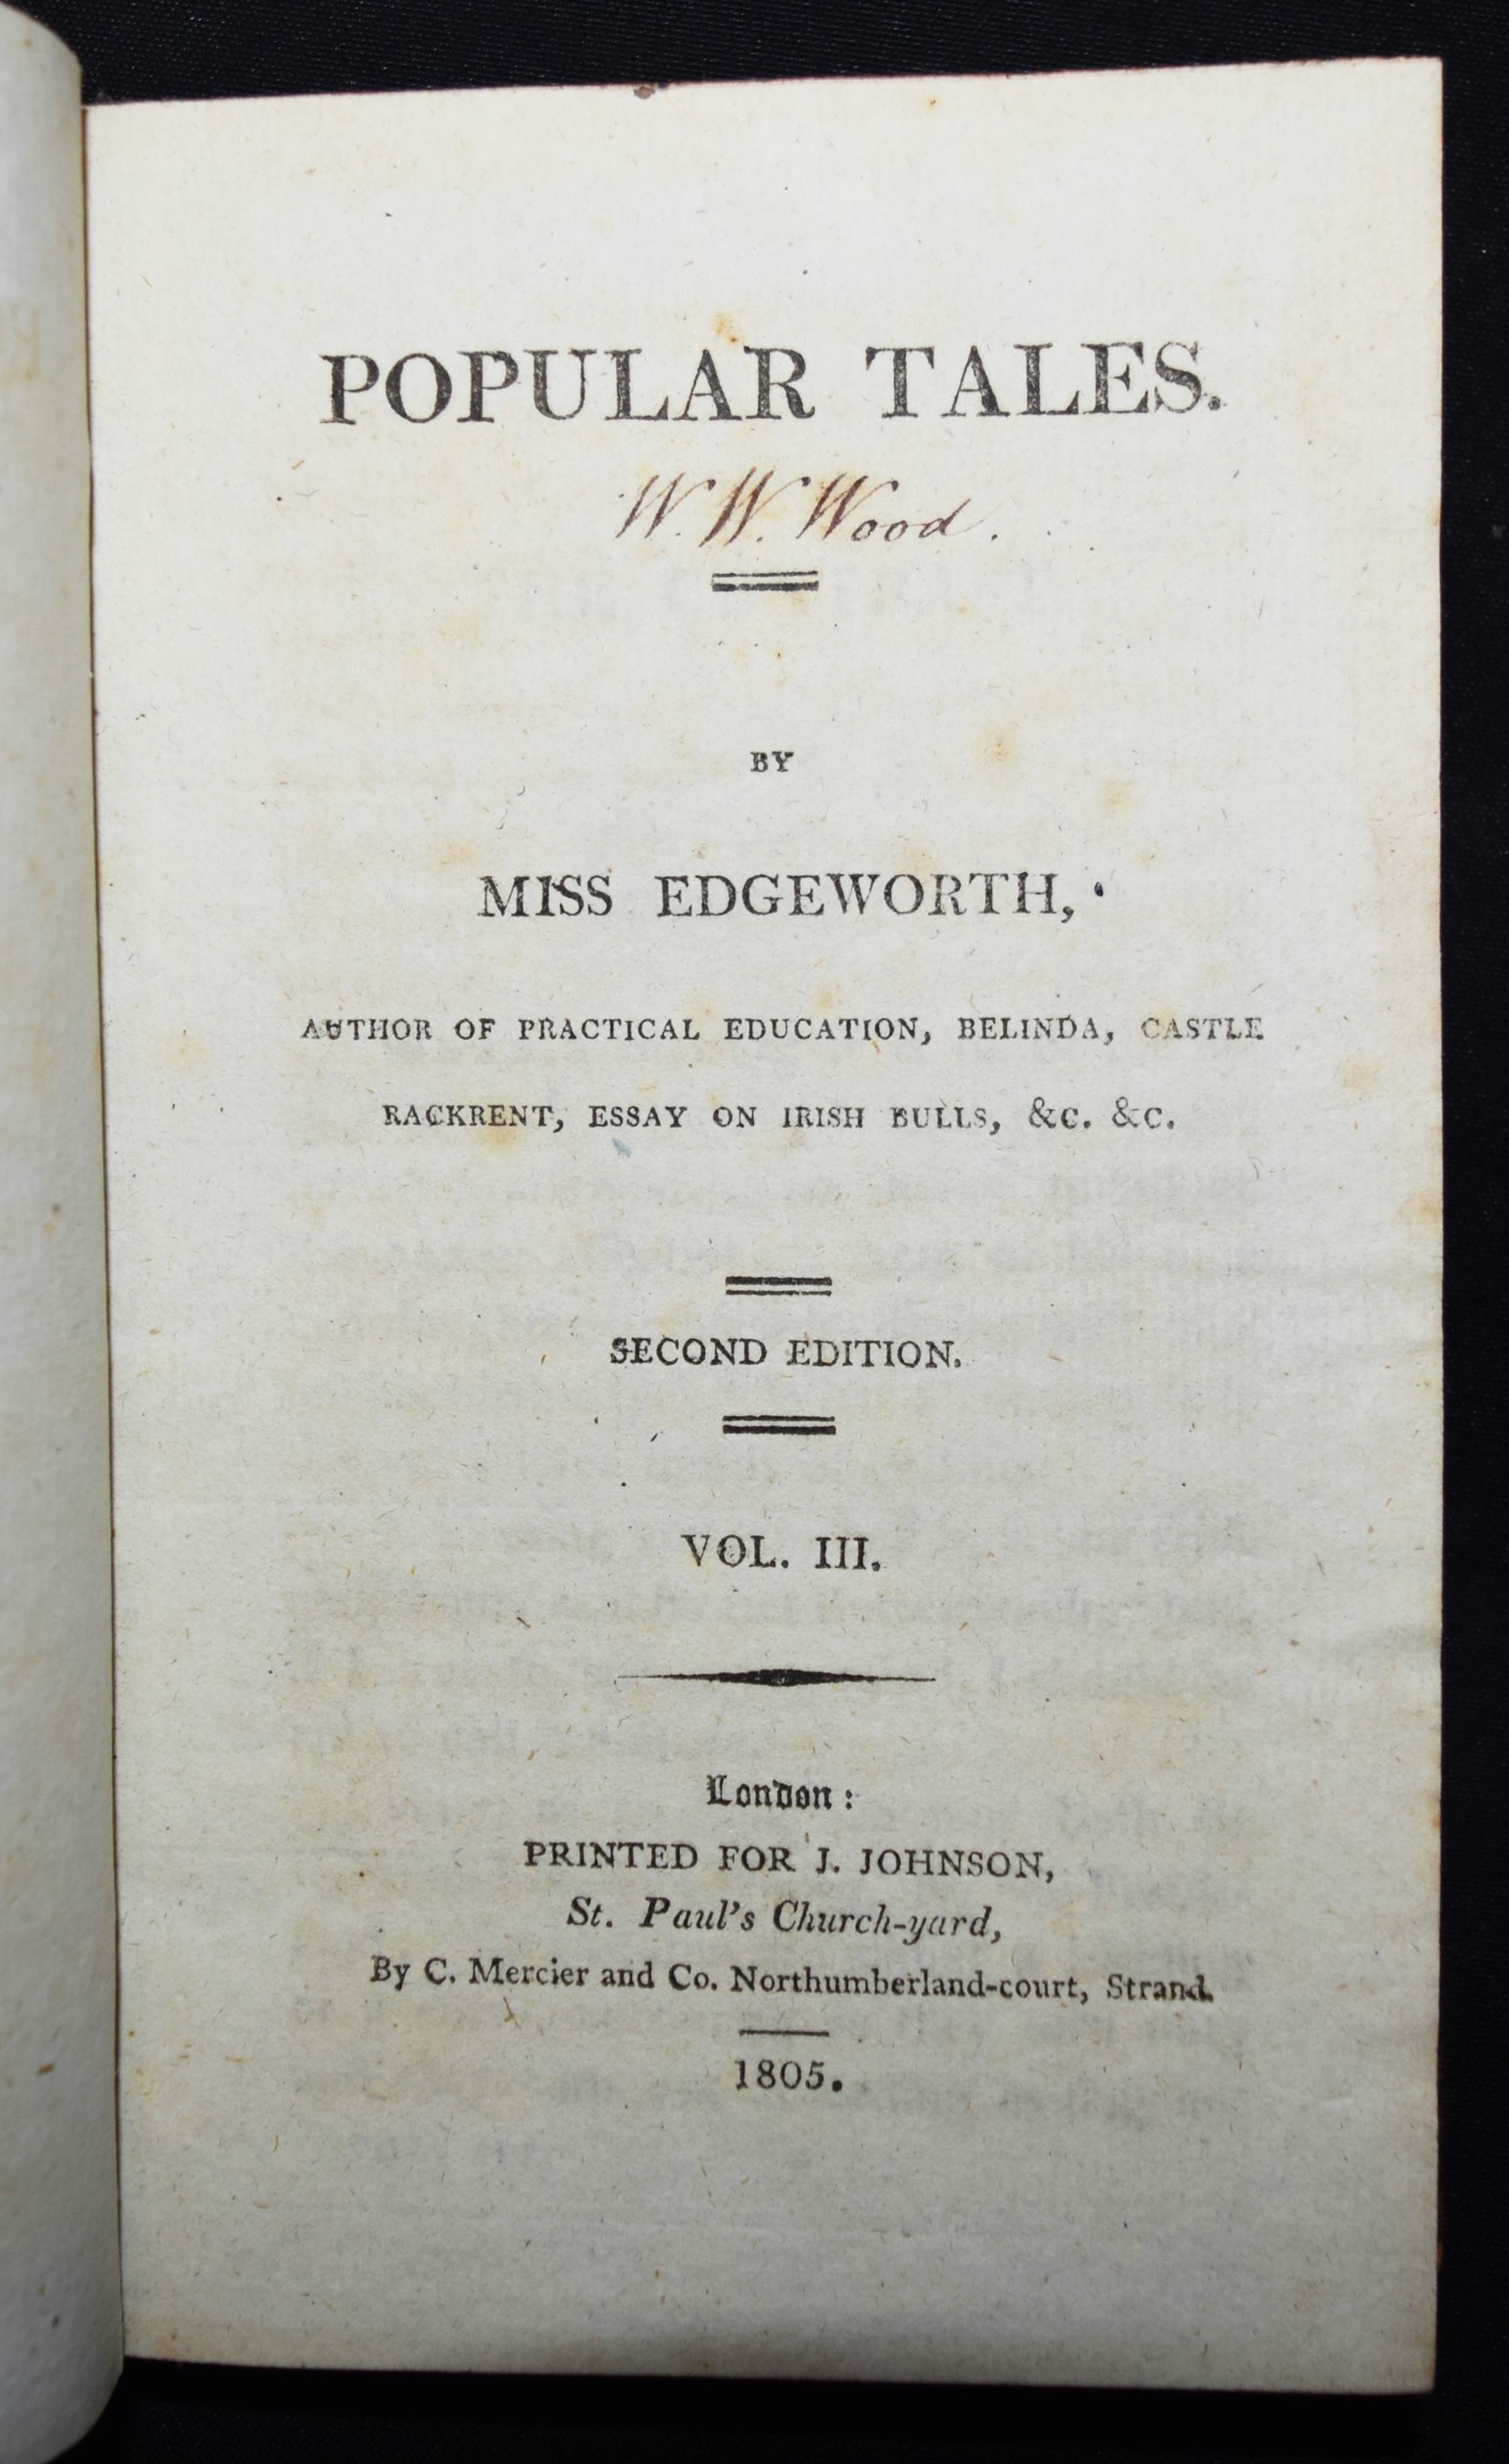 POPULAR TALES.
W. W. Wood.
BY
MISS EDGEWORTH,
AUTHOR OF PRACTICAL EDUCATION, BELINDA, CASTLE
RACKRENT, ESSAY ON IRISH BULLS, &C. &C.
SECOND EDITION.
VOL. III.
London:
PRINTED FOR J. JOHNSON,
St. Paul's Church-yard,
By C. Mercier and Co. Northumberland-court, Strand.
1805.